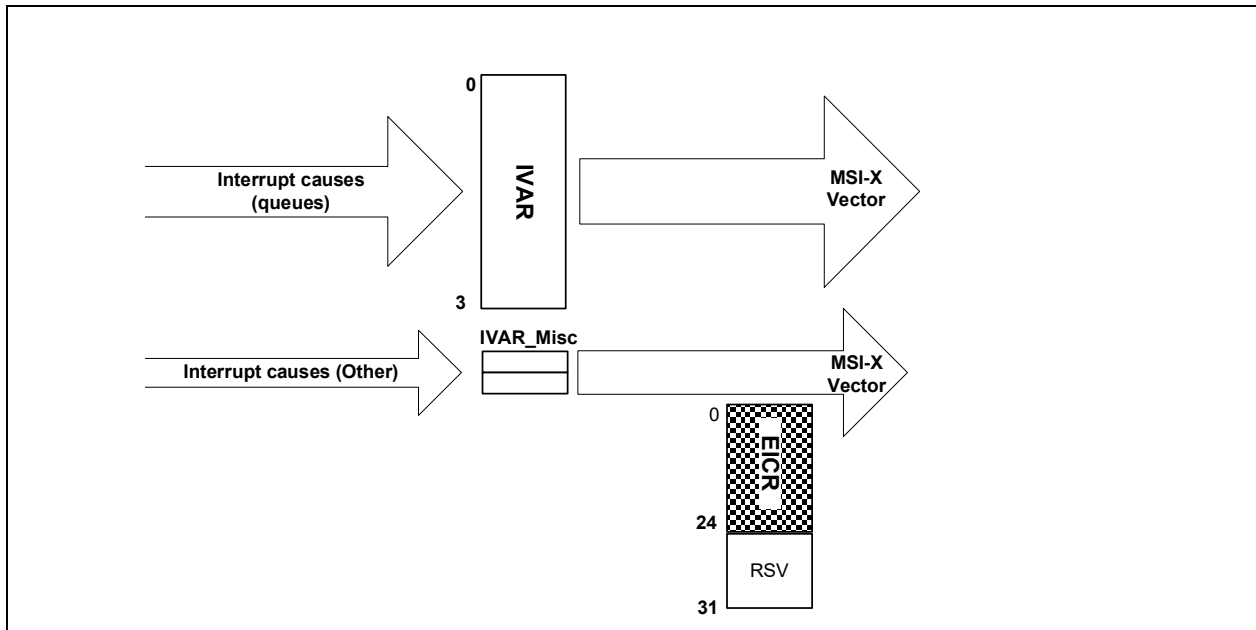 0
Interrupt causes
(queues)
IVAR
MSI-X
Vector
3
IVAR_Misc
Interrupt causes (Other)
MSI-X
Vector
0
EICR
24
RSV
31